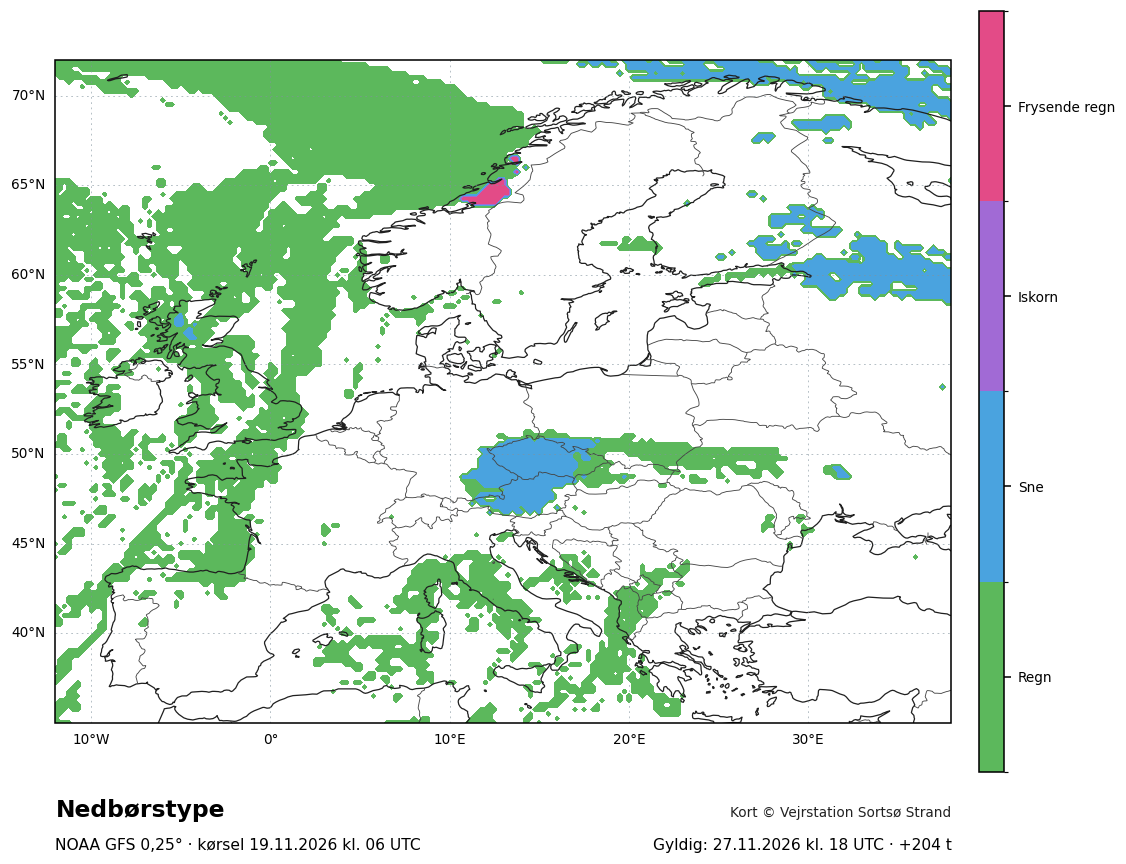 Frysende regn
Iskorn
Sne
Regn
70°N
65°N
60°N
55°N
50°N
45°N
40°N
10°W
0°
10°E
20°E
30°E
Nedbørstype
Kort © Vejrstation Sortsø Strand
NOAA GFS 0,25° · kørsel 19.11.2026 kl. 06 UTC
Gyldig: 27.11.2026 kl. 18 UTC · +204 t